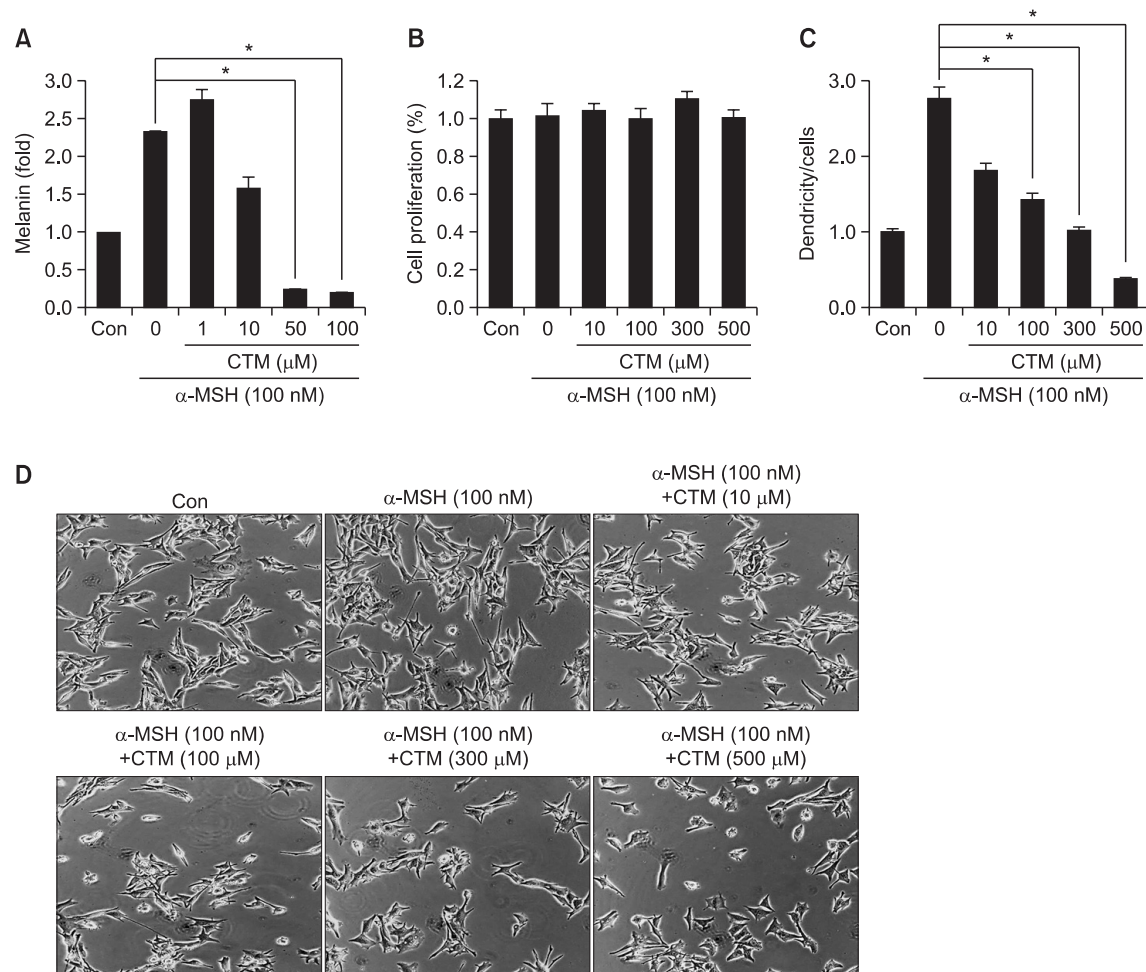 A
*
*
3.0
2.5
2.0
1.5
1.0
0.5
0.0
Melanin (fold)
Con 0 1 10 50 100
CTM (μM)
α-MSH (100 nM)
B
1.2
1.0
0.8
0.6
0.4
0.2
0.0
Cell proliferation (%)
Con 0 10 100 300 500
CTM (μM)
α-MSH (100 nM)
C
*
*
*
3.0
2.0
1.0
0.0
Dendricity/cells
Con 0 10 100 300 500
CTM (μM)
α-MSH (100 nM)
D
Con
α-MSH (100 nM)
α-MSH (100 nM)
+CTM (10 μM)
α-MSH (100 nM)
+CTM (100 μM)
α-MSH (100 nM)
+CTM (300 μM)
α-MSH (100 nM)
+CTM (500 μM)